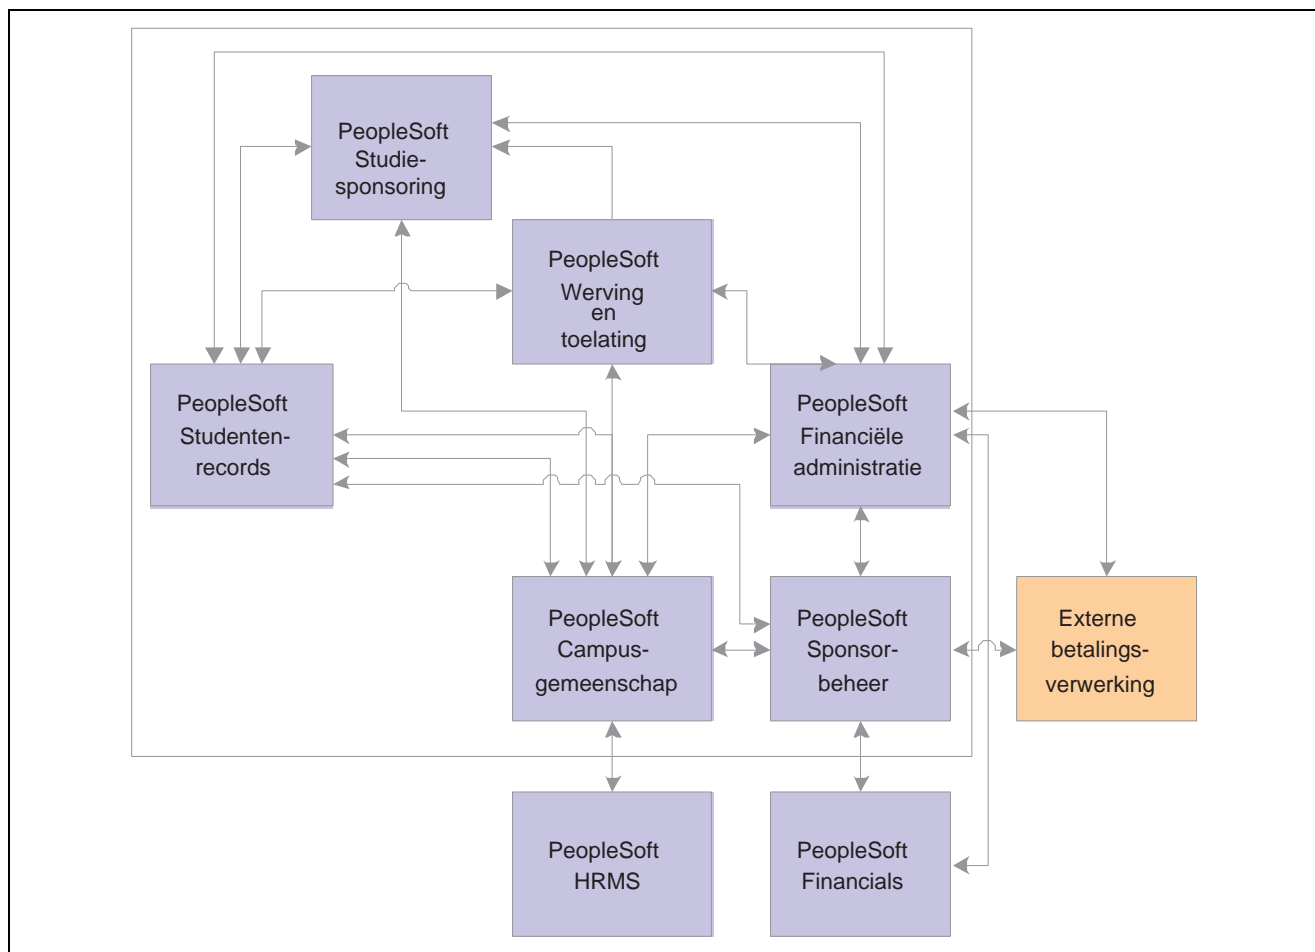 PeopleSoft
Studie-
sponsoring
PeopleSoft
Werving
en
toelating
PeopleSoft
Studenten-
records
PeopleSoft
Financiële
administratie
PeopleSoft
Campus-
gemeenschap
PeopleSoft
Sponsor-
beheer
Externe
betalings-
verwerking
PeopleSoft
HRMS
PeopleSoft
Financials